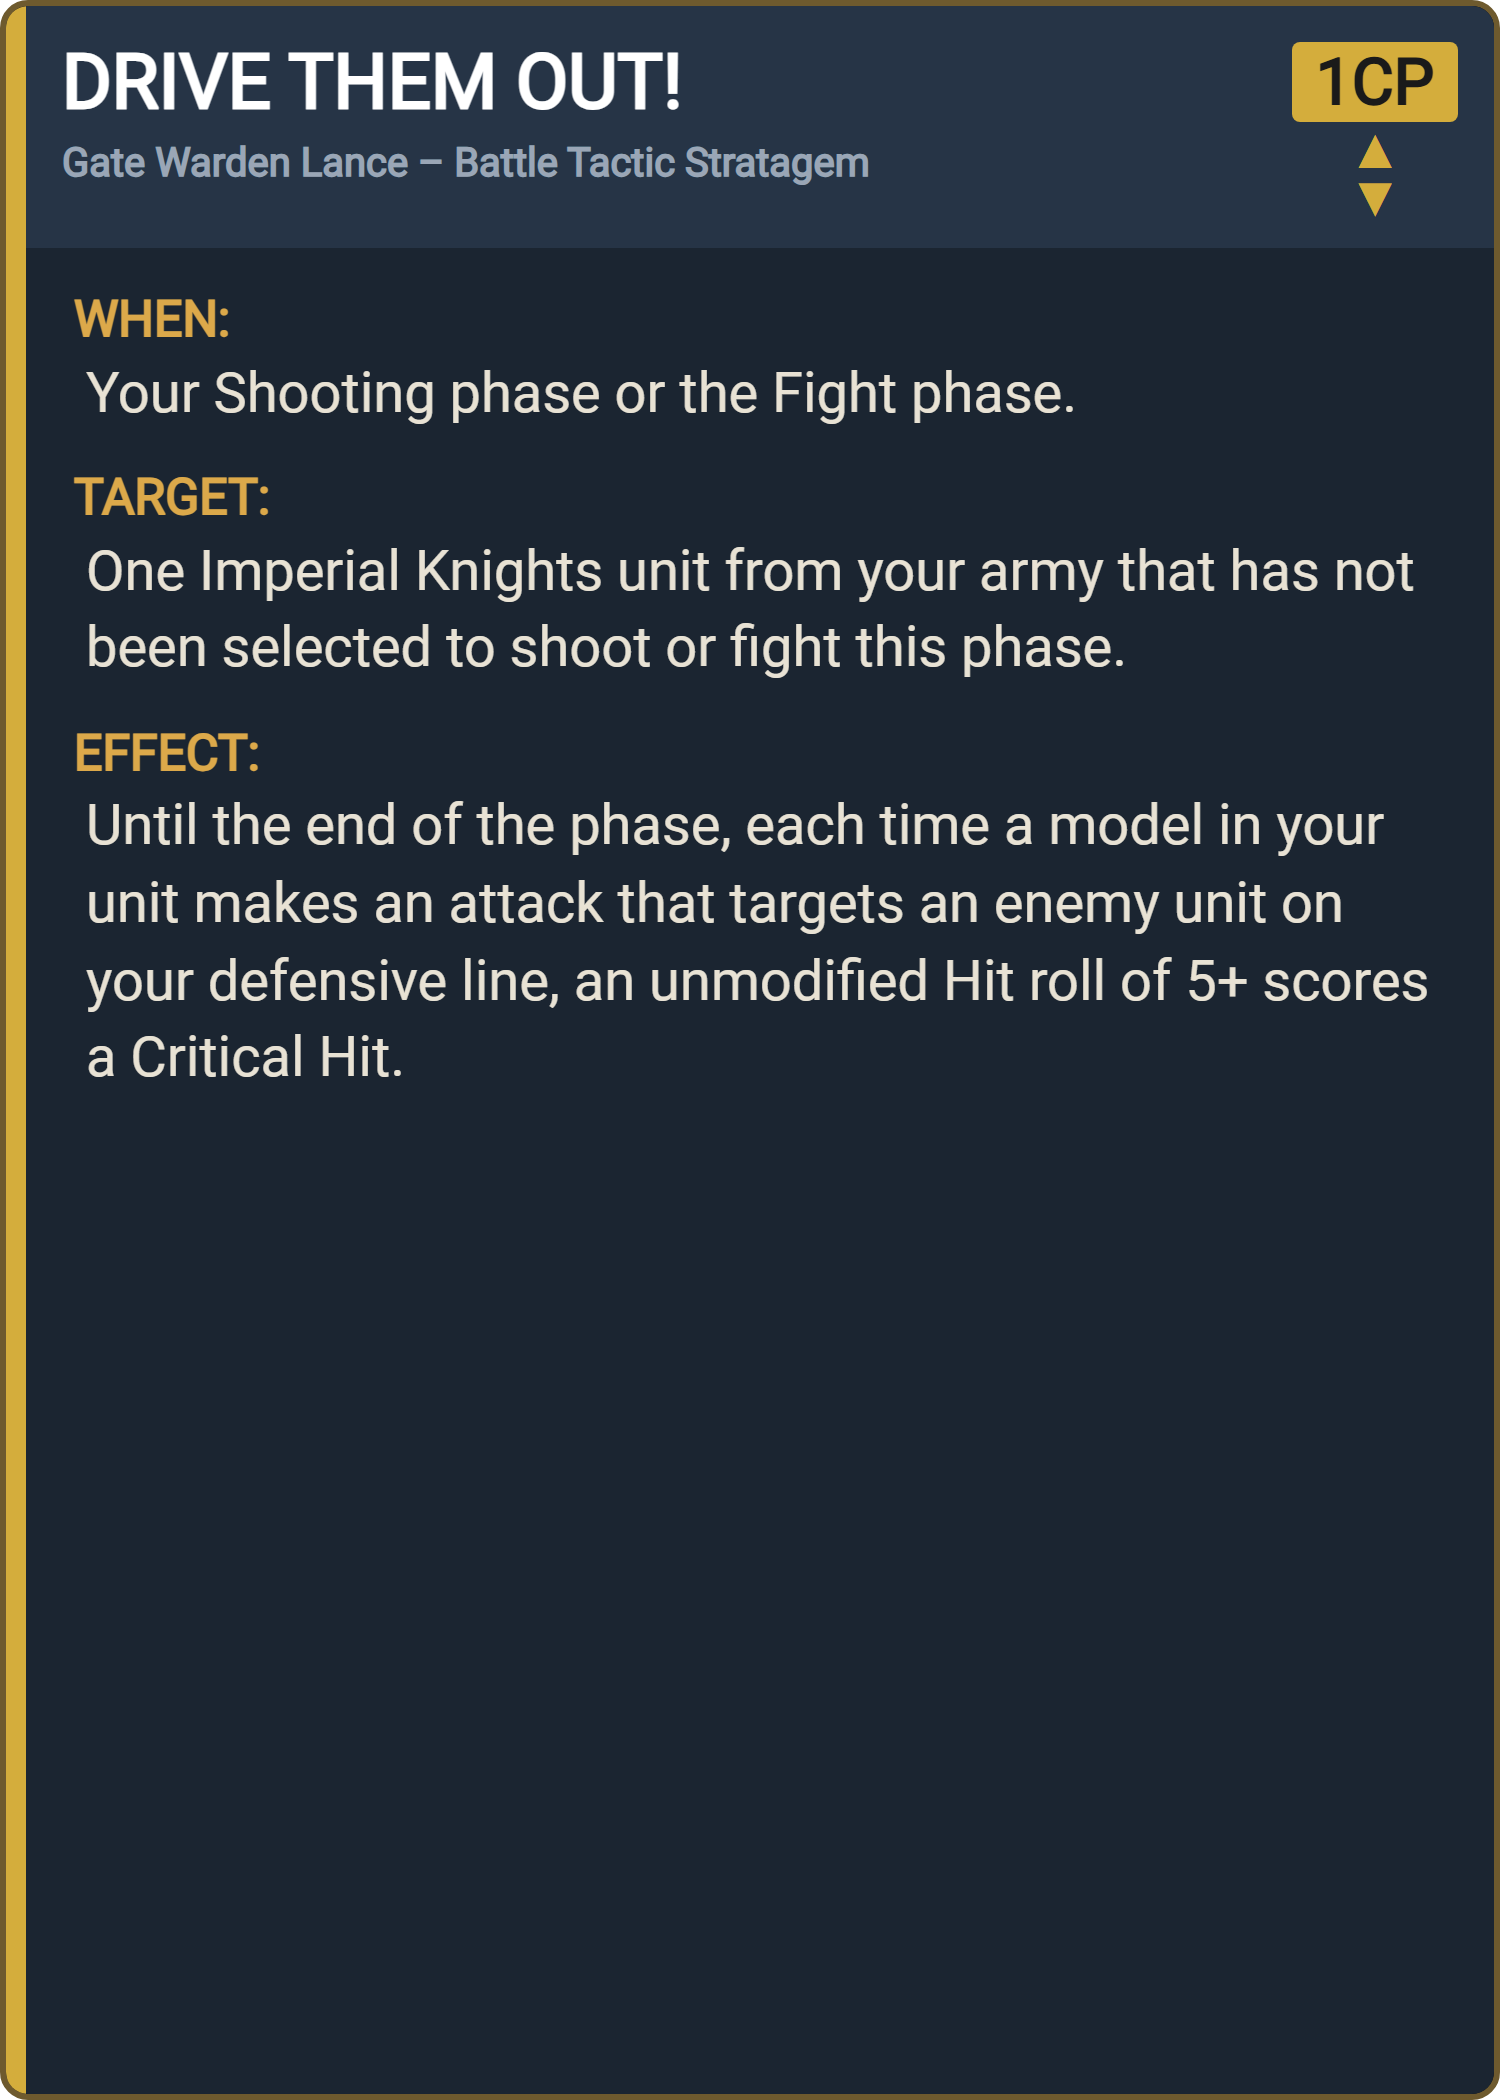 DRIVE THEM OUT!
Gate Warden Lance – Battle Tactic Stratagem
1CP
▲
▼
WHEN:
Your Shooting phase or the Fight phase.
TARGET:
One Imperial Knights unit from your army that has not
been selected to shoot or fight this phase.
EFFECT:
Until the end of the phase, each time a model in your
unit makes an attack that targets an enemy unit on
your defensive line, an unmodified Hit roll of 5+ scores
a Critical Hit.